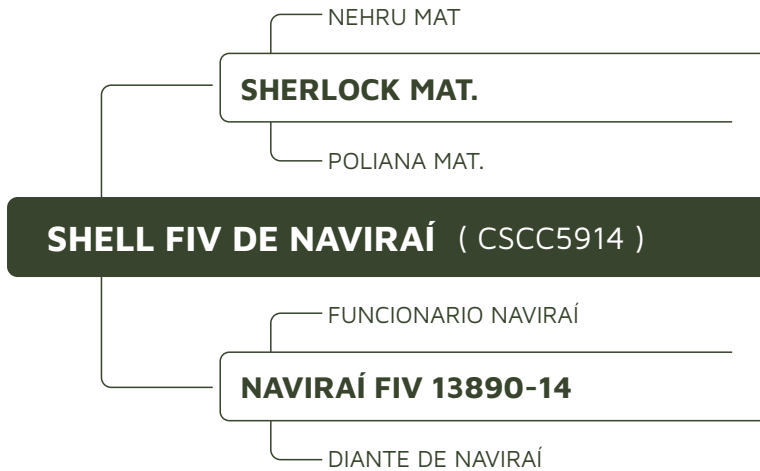 NEHRU MAT
SHERLOCK MAT.
POLIANA MAT.
SHELL FIV DE NAVIRAÍ ( CSCC5914 )
FUNCIONARIO NAVIRAÍ
NAVIRAÍ FIV 13890-14
DIANTE DE NAVIRAÍ